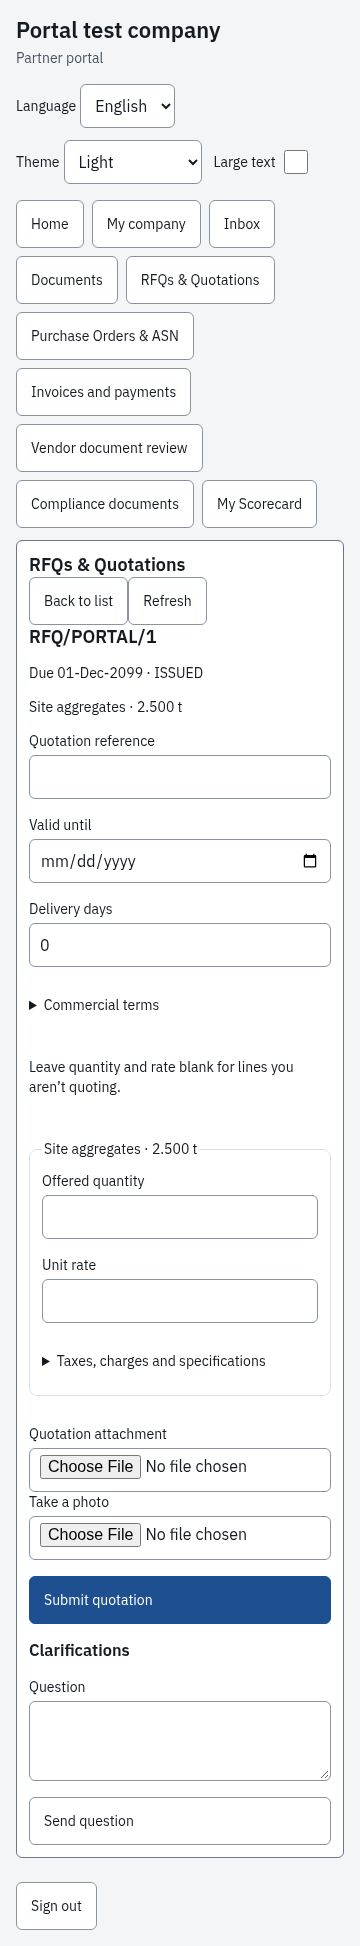 Portal test company
Partner portal
Language English
Theme Light Large text
Home My company Inbox
Documents RFQs & Quotations
Purchase Orders & ASN
Invoices and payments
Vendor document review
Compliance documents My Scorecard
RFQs & Quotations
Back to list Refresh
RFQ/PORTAL/1
Due 01-Dec-2099 · ISSUED
Site aggregates · 2.500 t
Quotation reference
Valid until
mm/dd/yyyy
Delivery days
0
Commercial terms
Leave quantity and rate blank for lines you
aren’t quoting.
Site aggregates · 2.500 t
Offered quantity
Unit rate
Taxes, charges and specifications
Quotation attachment
Choose File No file chosen
Take a photo
Choose File No file chosen
Submit quotation
Clarifications
Question
Send question
Sign out